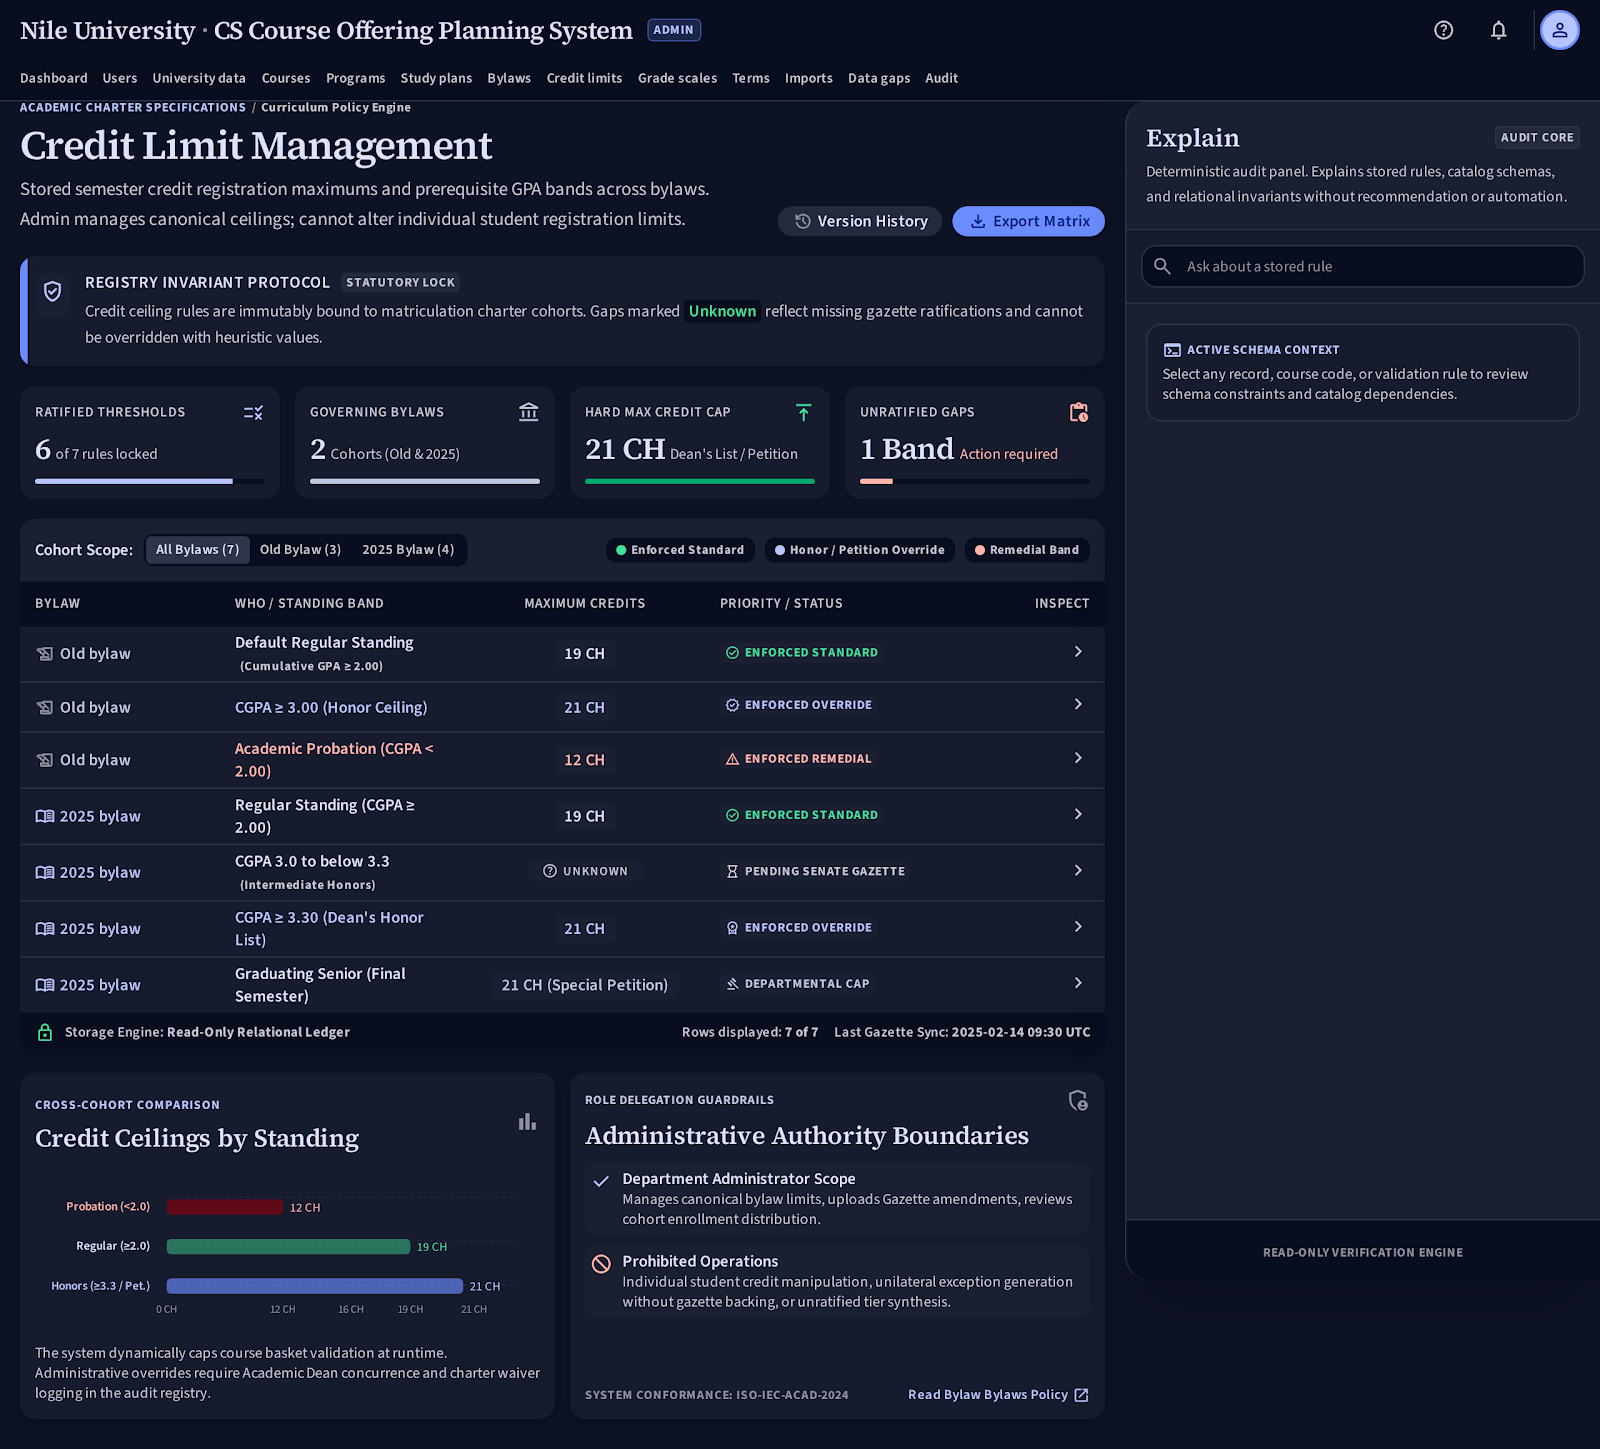 Nile University · CS Course Offering Planning System
ADMIN
Dashboard Users University data Courses Programs Study plans Bylaws Credit limits Grade scales Terms Imports Data gaps Audit
ACADEMIC CHARTER SPECIFICATIONS / Curriculum Policy Engine
Credit Limit Management
Stored semester credit registration maximums and prerequisite GPA bands across bylaws.
Admin manages canonical ceilings; cannot alter individual student registration limits.
Version History
Export Matrix
REGISTRY INVARIANT PROTOCOL STATUTORY LOCK
Credit ceiling rules are immutably bound to matriculation charter cohorts. Gaps marked Unknown reflect missing gazette ratifications and cannot
be overridden with heuristic values.
RATIFIED THRESHOLDS
6 of 7 rules locked
GOVERNING BYLAWS
2 Cohorts (Old & 2025)
HARD MAX CREDIT CAP
21 CH Dean's List / Petition
UNRATIFIED GAPS
1 Band Action required
Cohort Scope: All Bylaws (7) Old Bylaw (3) 2025 Bylaw (4)
Enforced Standard Honor / Petition Override Remedial Band
BYLAW WHO / STANDING BAND MAXIMUM CREDITS PRIORITY / STATUS INSPECT
Old bylaw
Default Regular Standing
(Cumulative GPA ≥ 2.00)
19 CH
ENFORCED STANDARD
Old bylaw
CGPA ≥ 3.00 (Honor Ceiling)
21 CH
ENFORCED OVERRIDE
Old bylaw
Academic Probation (CGPA <
2.00)
12 CH
ENFORCED REMEDIAL
2025 bylaw
Regular Standing (CGPA ≥
2.00)
19 CH
ENFORCED STANDARD
2025 bylaw
CGPA 3.0 to below 3.3
(Intermediate Honors)
UNKNOWN
PENDING SENATE GAZETTE
2025 bylaw
CGPA ≥ 3.30 (Dean's Honor
List)
21 CH
ENFORCED OVERRIDE
2025 bylaw
Graduating Senior (Final
Semester)
21 CH (Special Petition)
DEPARTMENTAL CAP
Storage Engine: Read-Only Relational Ledger
Rows displayed: 7 of 7 Last Gazette Sync: 2025-02-14 09:30 UTC
CROSS-COHORT COMPARISON
Credit Ceilings by Standing
Probation (<2.0) 12 CH
Regular (≥2.0) 19 CH
Honors (≥3.3 / Pet.) 21 CH
0 CH 12 CH 16 CH 19 CH 21 CH
The system dynamically caps course basket validation at runtime.
Administrative overrides require Academic Dean concurrence and charter waiver
logging in the audit registry.
ROLE DELEGATION GUARDRAILS
Administrative Authority Boundaries
Department Administrator Scope
Manages canonical bylaw limits, uploads Gazette amendments, reviews
cohort enrollment distribution.
Prohibited Operations
Individual student credit manipulation, unilateral exception generation
without gazette backing, or unratified tier synthesis.
SYSTEM CONFORMANCE: ISO-IEC-ACAD-2024
Read Bylaw Bylaws Policy
Explain
AUDIT CORE
Deterministic audit panel. Explains stored rules, catalog schemas,
and relational invariants without recommendation or automation.
Ask about a stored rule
ACTIVE SCHEMA CONTEXT
Select any record, course code, or validation rule to review
schema constraints and catalog dependencies.
READ-ONLY VERIFICATION ENGINE